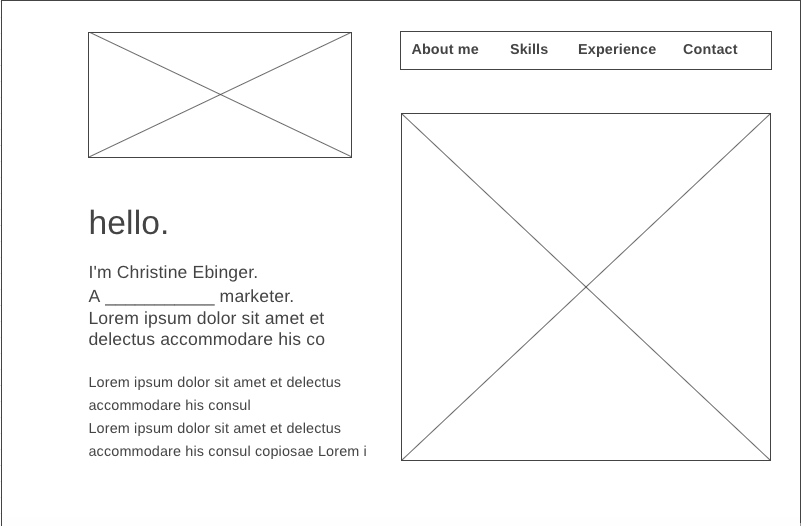 About me Skills Experience Contact
hello.
I'm Christine Ebinger.
A ___________ marketer.
Lorem ipsum dolor sit amet et
delectus accommodare his co
Lorem ipsum dolor sit amet et delectus
accommodare his consul
Lorem ipsum dolor sit amet et delectus
accommodare his consul copiosae Lorem i